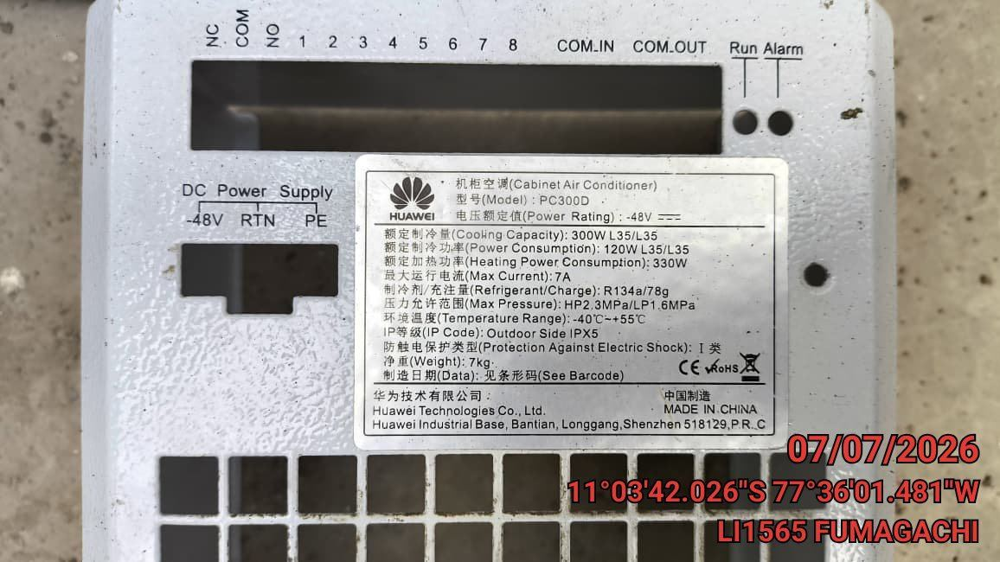 NC COM NO 1 2 3 4 5 6 7 8 COM_IN COM_OUT Run Alarm
DC Power Supply
-48V RTN PE
HUAWEI
机柜空调(Cabinet Air Conditioner)
型号(Model) : PC300D
电压额定值(Power Rating) : -48V
额定制冷量(Cooling Capacity): 300W L35/L35
额定制冷功率(Power Consumption): 120W L35/L35
额定加热功率(Heating Power Consumption): 330W
最大运行电流(Max Current): 7A
制冷剂/充注量(Refrigerant/Charge): R134a/78g
压力允许范围(Max Pressure): HP2.3MPa/LP1.6MPa
环境温度(Temperature Range): -40℃~+55℃
IP等级(IP Code): Outdoor Side IPX5
防触电保护类型(Protection Against Electric Shock): I 类
净重(Weight): 7kg
制造日期(Data): 见条形码(See Barcode)
CE RoHS
华为技术有限公司
Huawei Technologies Co., Ltd.
中国制造
MADE IN CHINA
Huawei Industrial Base, Bantian, Longgang,Shenzhen 518129,P.R.C
07/07/2026
11°03'42.026"S 77°36'01.481"W
LI1565 FUMAGACHI